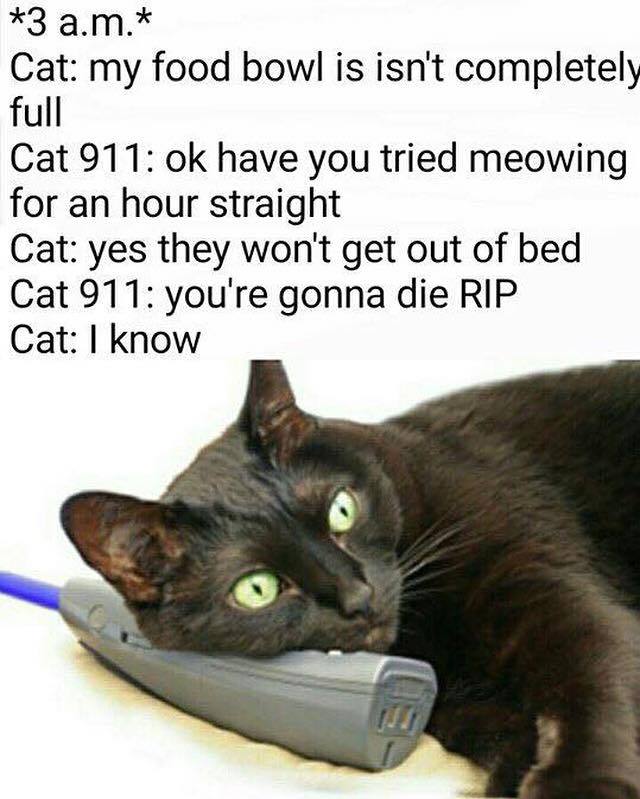 *3 a.m.*
Cat: my food bowl is isn't completely
full
Cat 911: ok have you tried meowing
for an hour straight
Cat: yes they won't get out of bed
Cat 911: you're gonna die RIP
Cat: I know